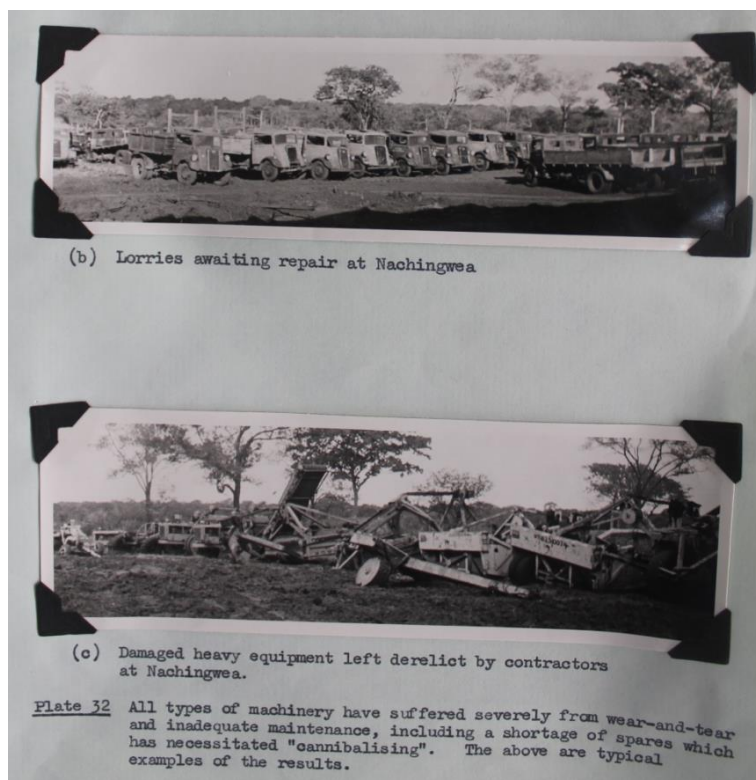 (b) Lorries awaiting repair at Nachingwea
(c) Damaged heavy equipment left derelict by contractors
at Nachingwea.
Plate 32 All types of machinery have suffered severely from wear-and-tear
and inadequate maintenance, including a shortage of spares which
has necessitated "cannibalising". The above are typical
examples of the results.